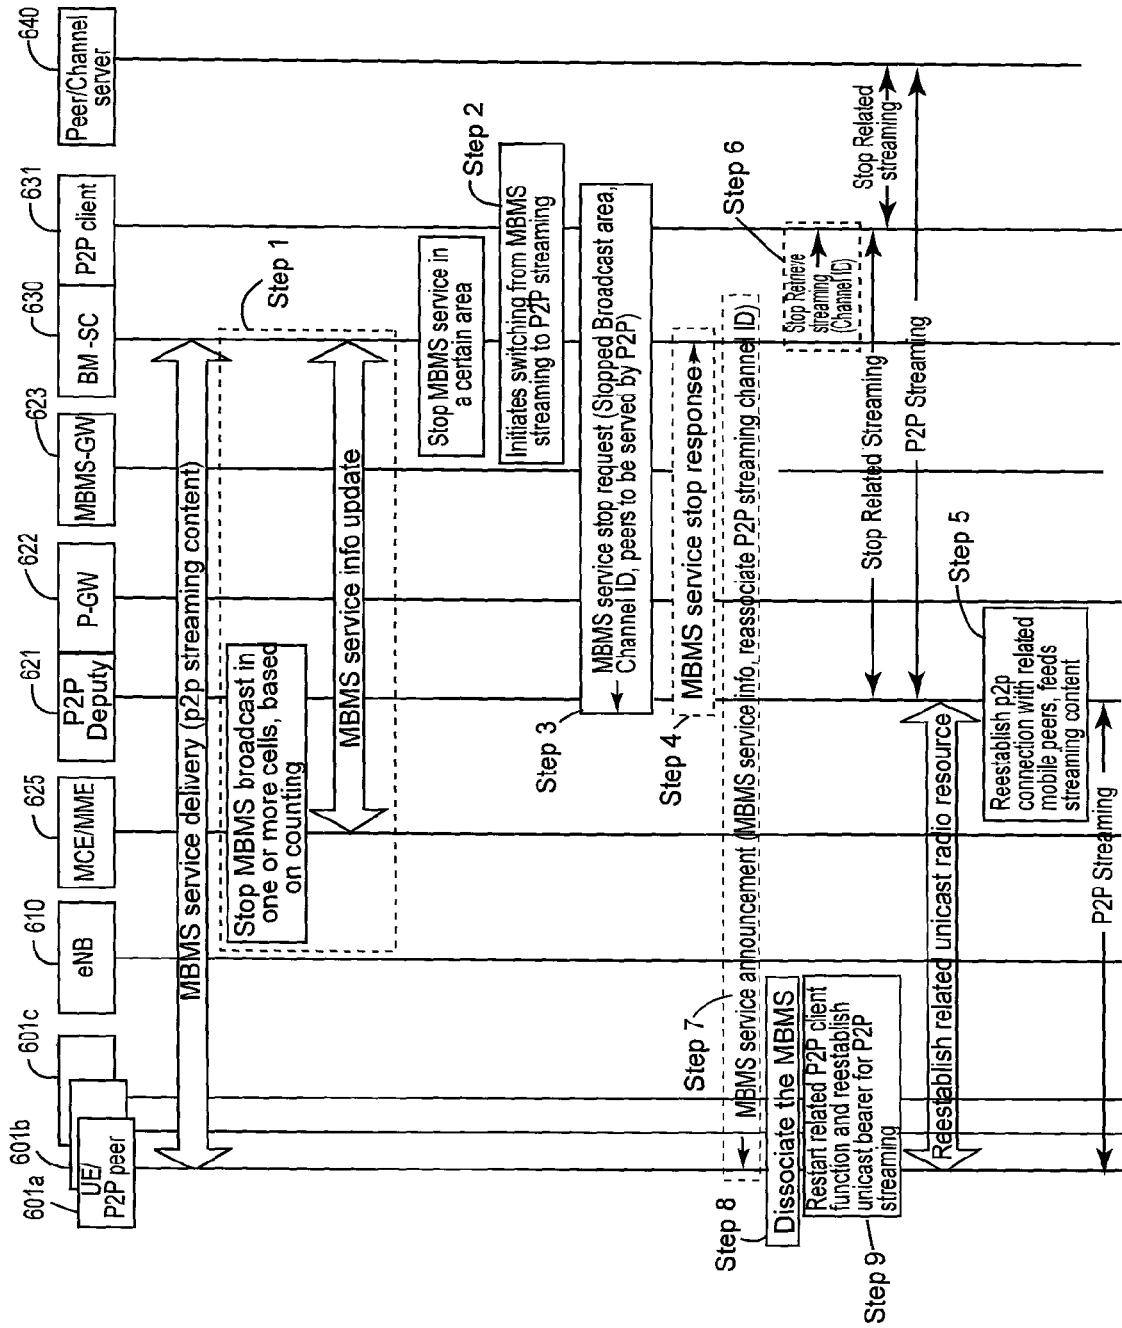 601a
601b
601c
610
625
621
622
623
630
631
640
UE/
P2P peer
eNB
MCE/MME
P2P
Deputy
P-GW
MBMS-GW
BM -SC
P2P client
Peer/Channel
server
MBMS service delivery (p2p streaming content)
Step 1
Stop MBMS broadcast in
one or more cells, based
on counting
MBMS service info update
Stop MBMS service in
a certain area
Step 2
Initiates switching from MBMS
streaming to P2P streaming
Step 3
MBMS service stop request (Stopped Broadcast area,
Channel ID, peers to be served by P2P)
Step 4
MBMS service stop response
Step 7
MBMS service announcement (MBMS service info, reassociate P2P streaming channel ID)
Step 6
Stop Retrieve
streaming
(Channel ID)
Step 8
Dissociate the MBMS
Step 9
Restart related P2P client
function and reestablish
unicast bearer for P2P
streaming
Stop Related Streaming
Stop Related
streaming
P2P Streaming
Reestablish related unicast radio resource
Step 5
Reestablish p2p
connection with related
mobile peers, feeds
streaming content
P2P Streaming